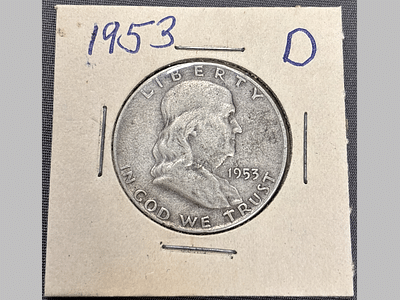 1953 D
LIBERTY
1953
IN GOD WE TRUST